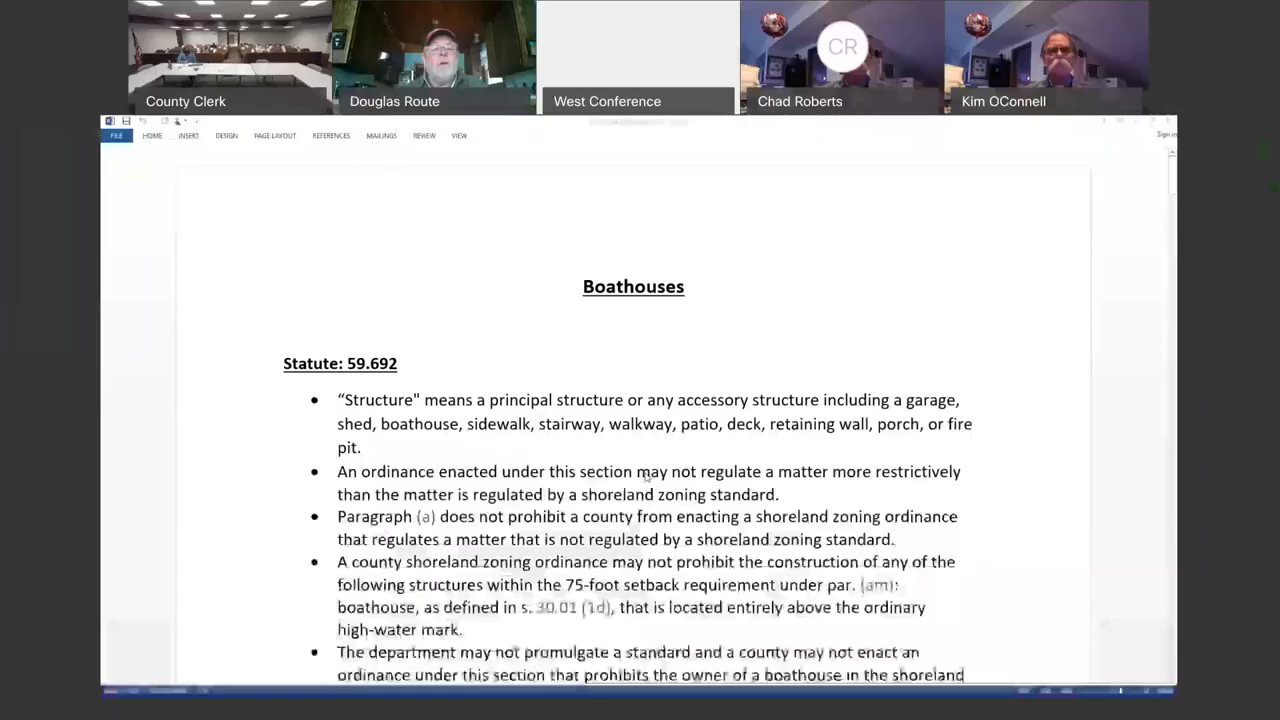 County Clerk
Douglas Route
West Conference
CR
Chad Roberts
Kim OConnell
FILE HOME INSERT DESIGN PAGE LAYOUT REFERENCES MAILINGS REVIEW VIEW Sign in
Boathouses
Statute: 59.692
• “Structure" means a principal structure or any accessory structure including a garage,
shed, boathouse, sidewalk, stairway, walkway, patio, deck, retaining wall, porch, or fire
pit.
• An ordinance enacted under this section may not regulate a matter more restrictively
than the matter is regulated by a shoreland zoning standard.
• Paragraph (a) does not prohibit a county from enacting a shoreland zoning ordinance
that regulates a matter that is not regulated by a shoreland zoning standard.
• A county shoreland zoning ordinance may not prohibit the construction of any of the
following structures within the 75-foot setback requirement under par. (am):
boathouse, as defined in s. 30.01 (1d), that is located entirely above the ordinary
high-water mark.
• The department may not promulgate a standard and a county may not enact an
ordinance under this section that prohibits the owner of a boathouse in the shoreland